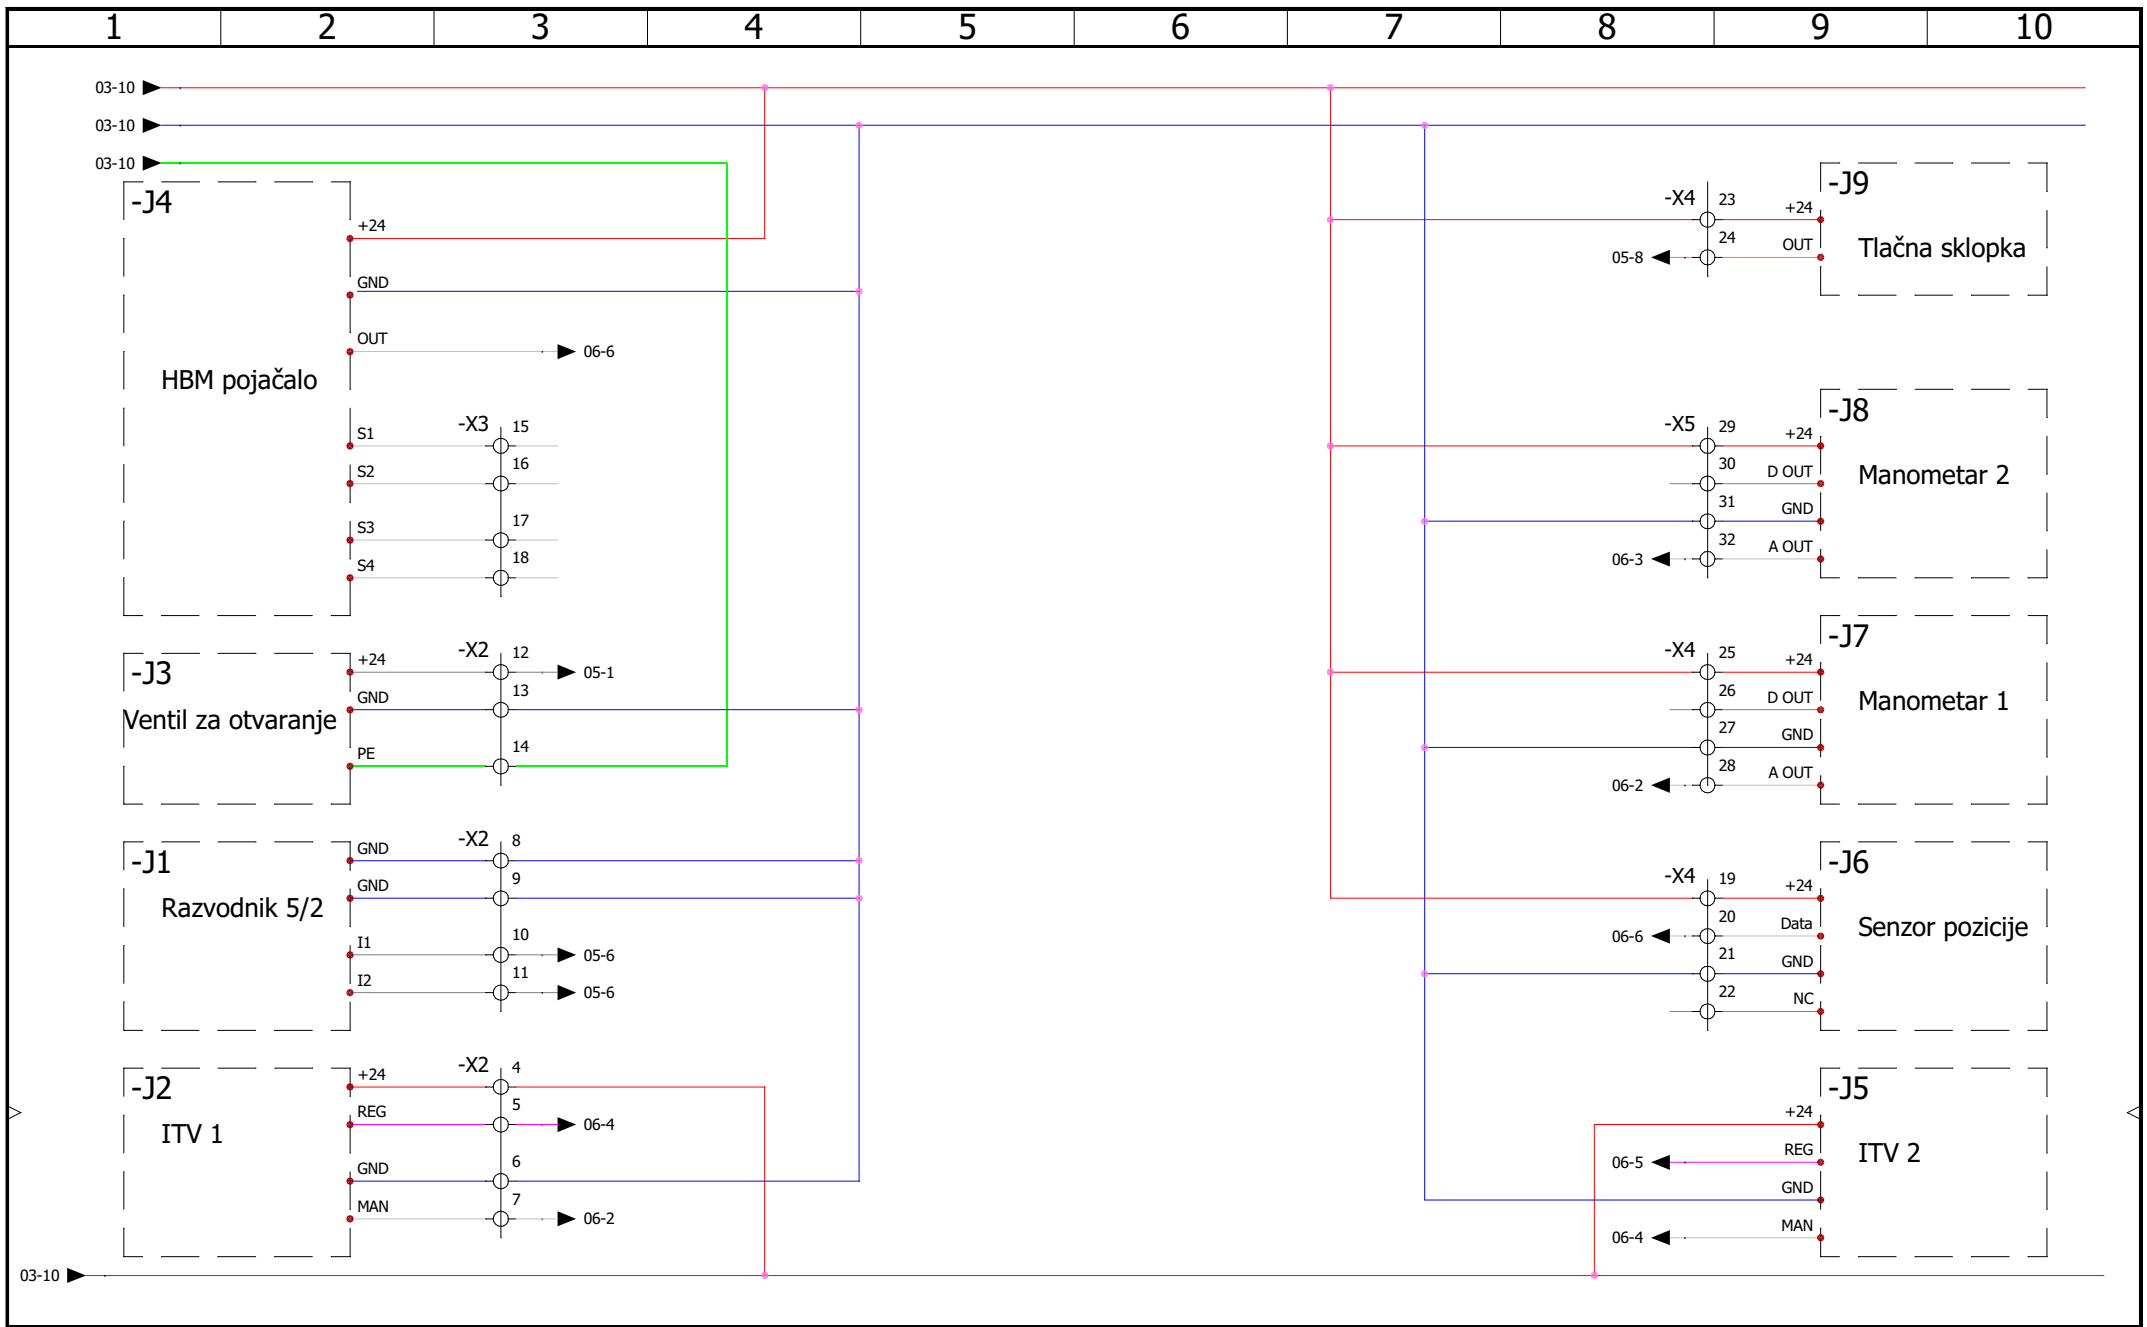 1 2 3 4 5 6 7 8 9 10
03-10
03-10
03-10
-J4
+24
GND
OUT
06-6
HBM pojačalo
-X3
S1 15
S2 16
S3 17
S4 18
-J3
-X2
+24 12
05-1
GND 13
Ventil za otvaranje
PE 14
-J1
-X2
GND 8
GND 9
Razvodnik 5/2
I1 10
05-6
I2 11
05-6
-J2
-X2
+24 4
REG 5
06-4
ITV 1
GND 6
MAN 7
06-2
03-10
-J9
-X4
23 +24
24 OUT
05-8
Tlačna sklopka
-J8
-X5
29 +24
30 D OUT
Manometar 2
31 GND
32 A OUT
06-3
-J7
-X4
25 +24
26 D OUT
Manometar 1
27 GND
28 A OUT
06-2
-J6
-X4
19 +24
20 Data
06-6
Senzor pozicije
21 GND
22 NC
-J5
+24
REG
06-5
ITV 2
GND
MAN
06-4